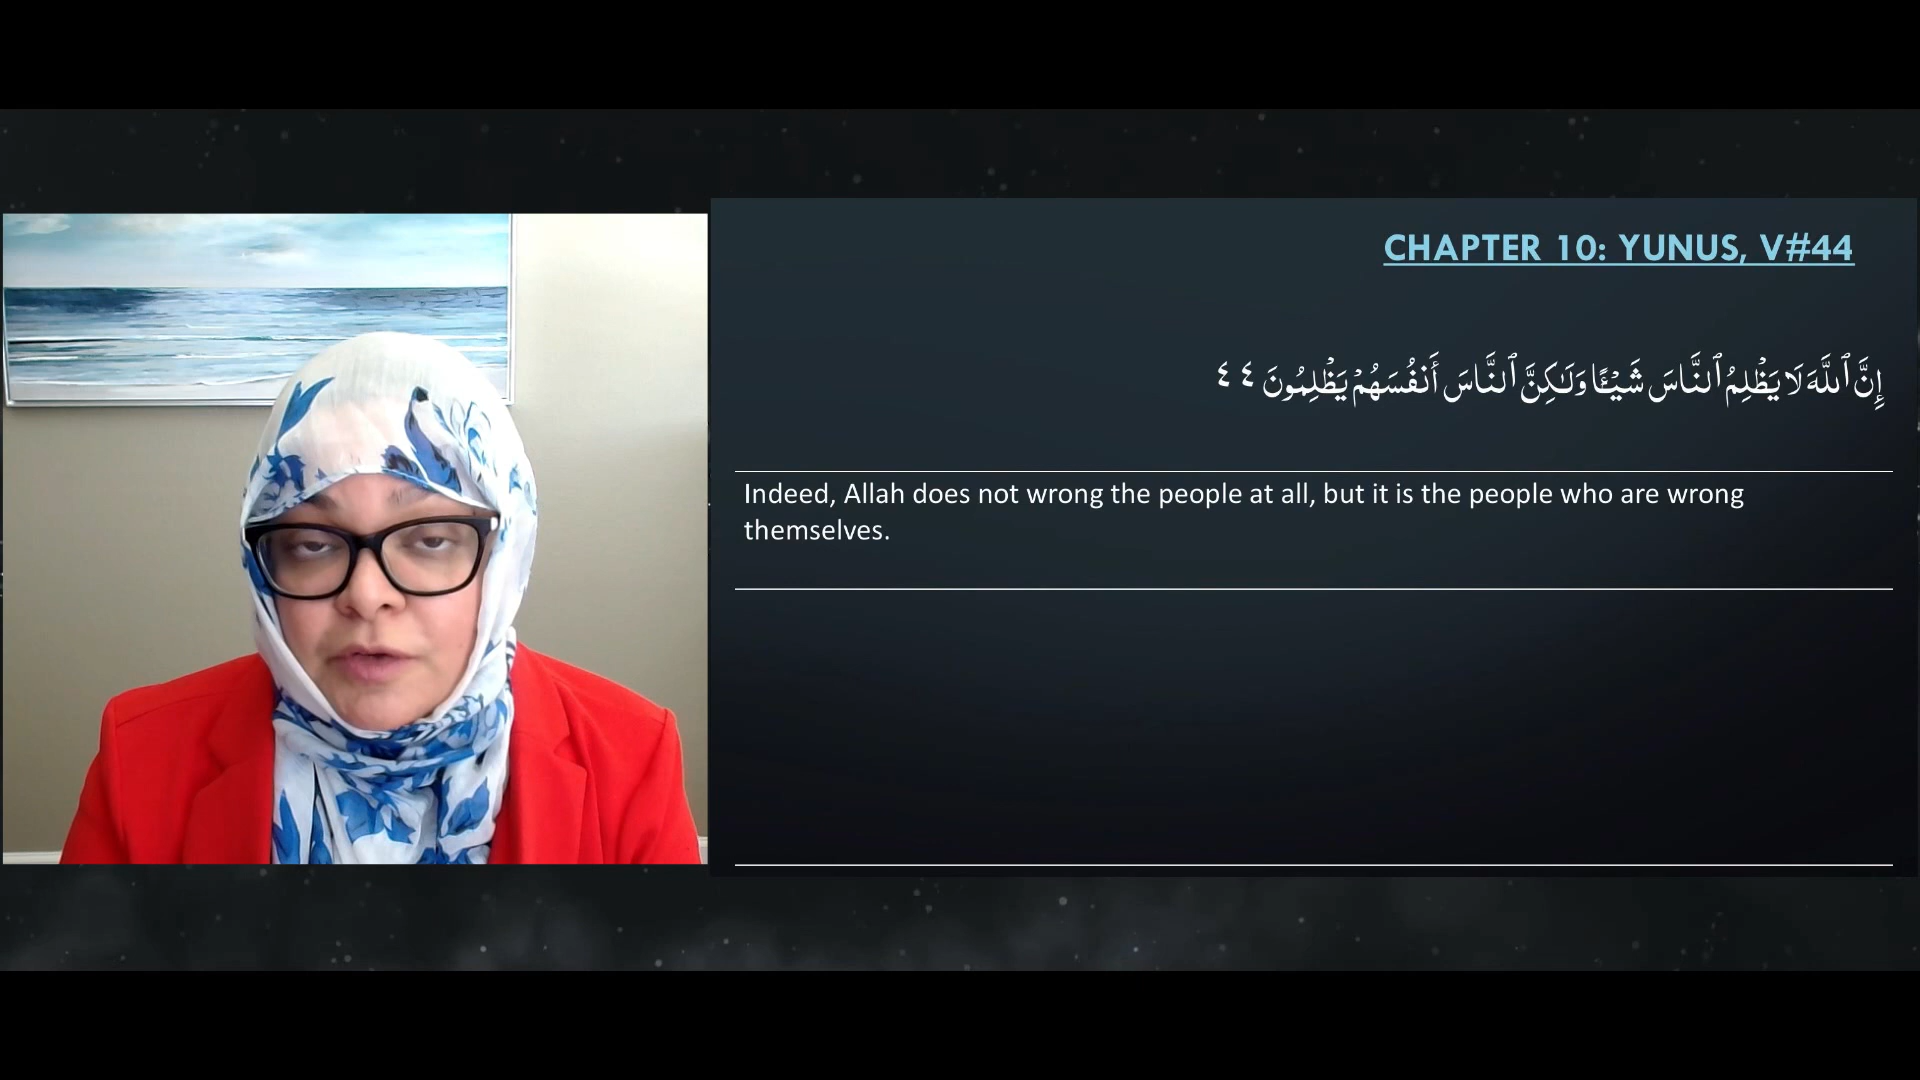 CHAPTER 10: YUNUS, V#44
إِنَّ ٱللَّهَ لَا يَظْلِمُ ٱلنَّاسَ شَيْـًٔا وَلَـٰكِنَّ ٱلنَّاسَ أَنفُسَهُمْ يَظْلِمُونَ ٤٤
Indeed, Allah does not wrong the people at all, but it is the people who are wrong
themselves.